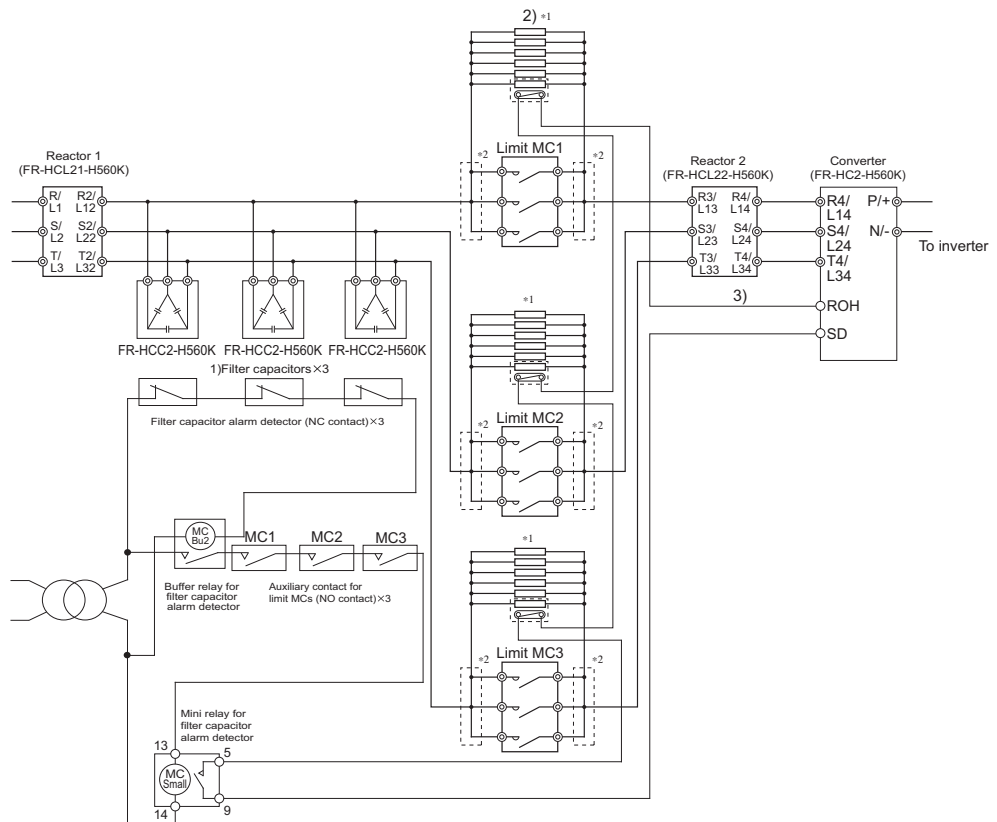 2) *1
Limit MC1
*2
*2
Reactor 1
(FR-HCL21-H560K)
R/
L1
R2/
L12
S/
L2
S2/
L22
T/
L3
T2/
L32
Reactor 2
(FR-HCL22-H560K)
R3/
L13
R4/
L14
S3/
L23
S4/
L24
T3/
L33
T4/
L34
Converter
(FR-HC2-H560K)
R4/
L14
P/+
S4/
L24
N/-
T4/
L34
ROH
SD
To inverter
3)
FR-HCC2-H560K
FR-HCC2-H560K
FR-HCC2-H560K
1)Filter capacitors×3
Filter capacitor alarm detector (NC contact)×3
*1
Limit MC2
*2
*2
MC
Bu2
MC1
MC2
MC3
Buffer relay for
filter capacitor
alarm detector
Auxiliary contact for
limit MCs (NO contact)×3
*1
Limit MC3
*2
*2
Mini relay for
filter capacitor
alarm detector
13
5
MC
Small
14
9